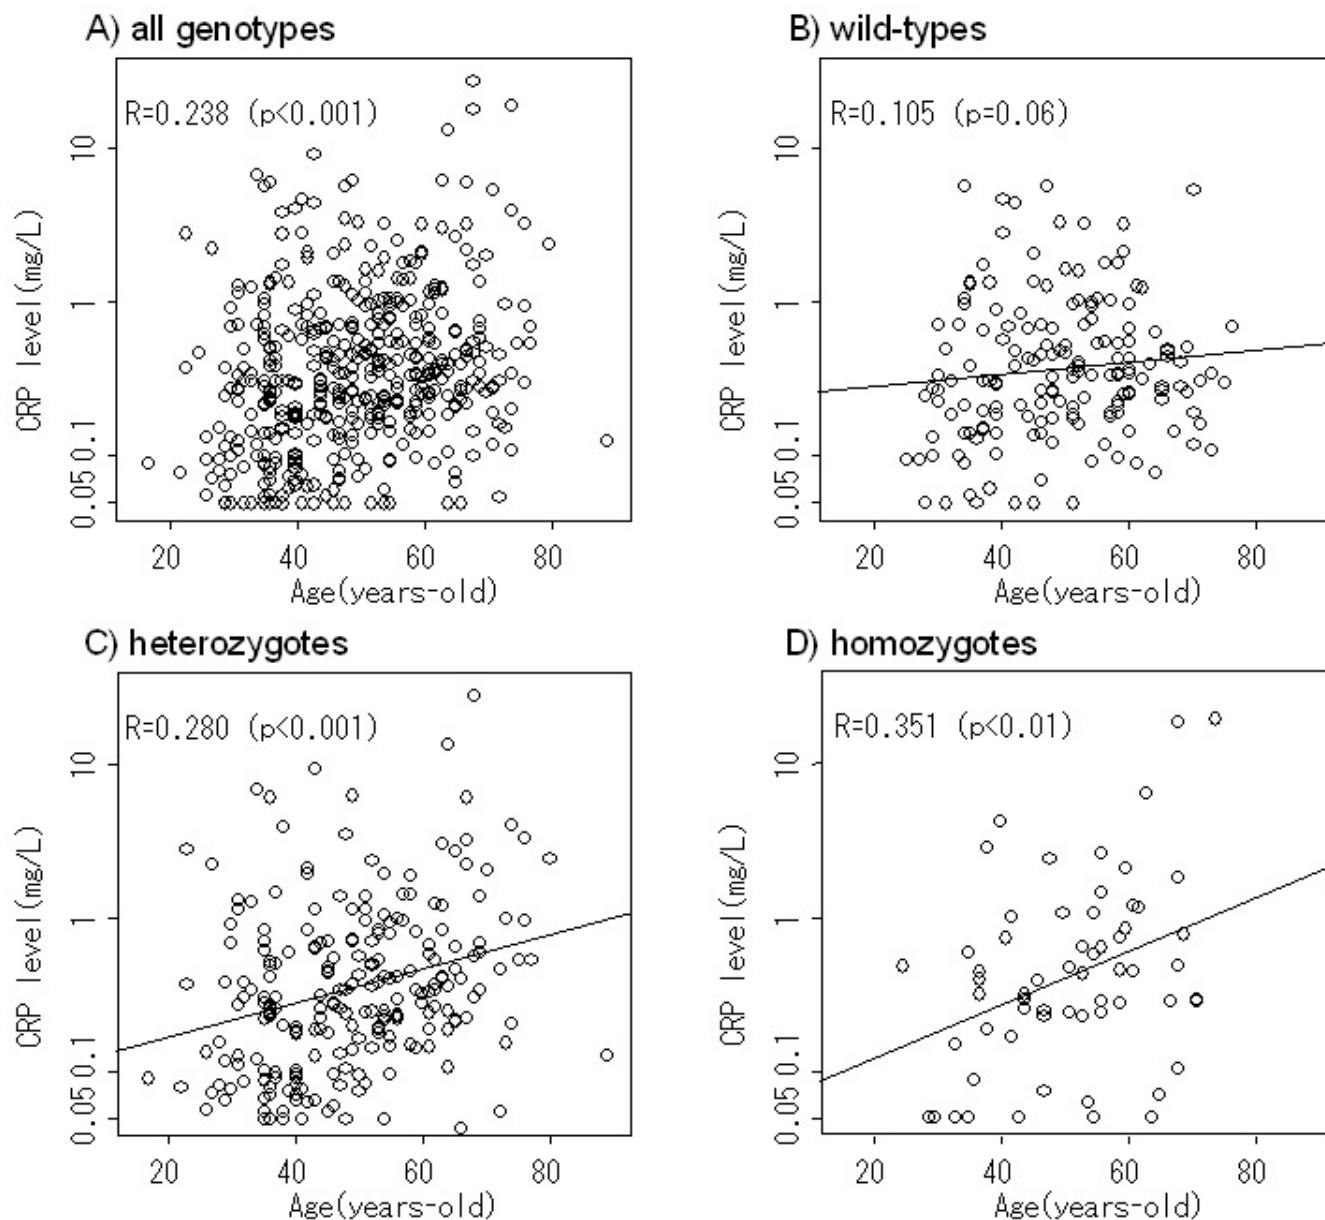 A) all genotypes
R=0.238 (p<0.001)
CRP level(mg/L)
10
1
0.1
0.05
20 40 60 80
Age(years-old)
B) wild-types
R=0.105 (p=0.06)
CRP level(mg/L)
10
1
0.1
0.05
20 40 60 80
Age(years-old)
C) heterozygotes
R=0.280 (p<0.001)
CRP level(mg/L)
10
1
0.1
0.05
20 40 60 80
Age(years-old)
D) homozygotes
R=0.351 (p<0.01)
CRP level(mg/L)
10
1
0.1
0.05
20 40 60 80
Age(years-old)